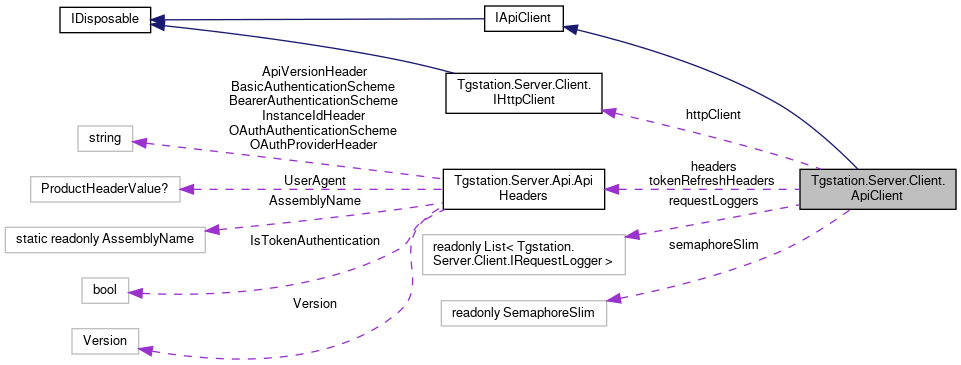 IDisposable
IApiClient
ApiVersionHeader
BasicAuthenticationScheme
BearerAuthenticationScheme
InstanceIdHeader
OAuthAuthenticationScheme
OAuthProviderHeader
Tgstation.Server.Client.
IHttpClient
httpClient
string
ProductHeaderValue?
UserAgent
Tgstation.Server.Api.Api
Headers
headers
tokenRefreshHeaders
Tgstation.Server.Client.
ApiClient
AssemblyName
requestLoggers
static readonly AssemblyName
IsTokenAuthentication
readonly List< Tgstation.
Server.Client.IRequestLogger >
semaphoreSlim
bool
Version
readonly SemaphoreSlim
Version